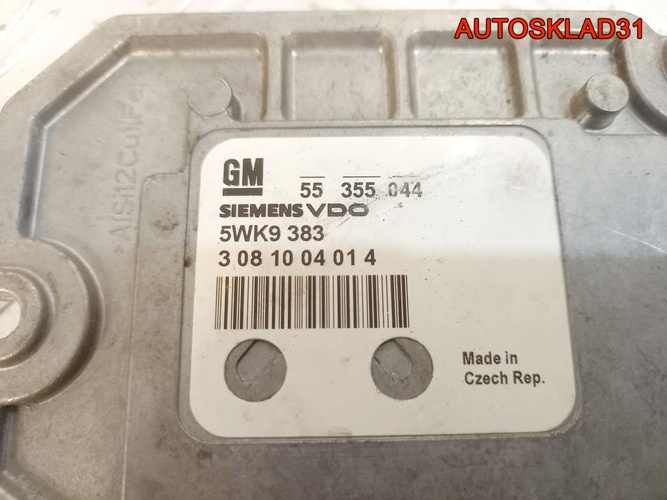 AUTOSKLAD31
>AlSi12CuNiFe<
GM 55 355 044
SIEMENS VDO
5WK9 383
3 08 10 04 01 4
Made in
Czech Rep.